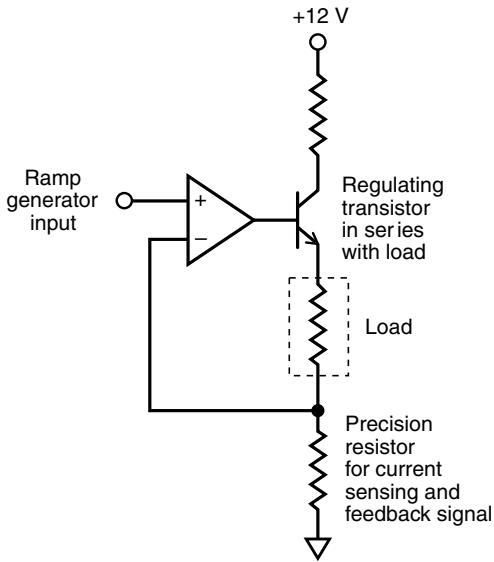 +12 V
Ramp
generator
input
+
−
Regulating
transistor
in series
with load
Load
Precision
resistor
for current
sensing and
feedback signal